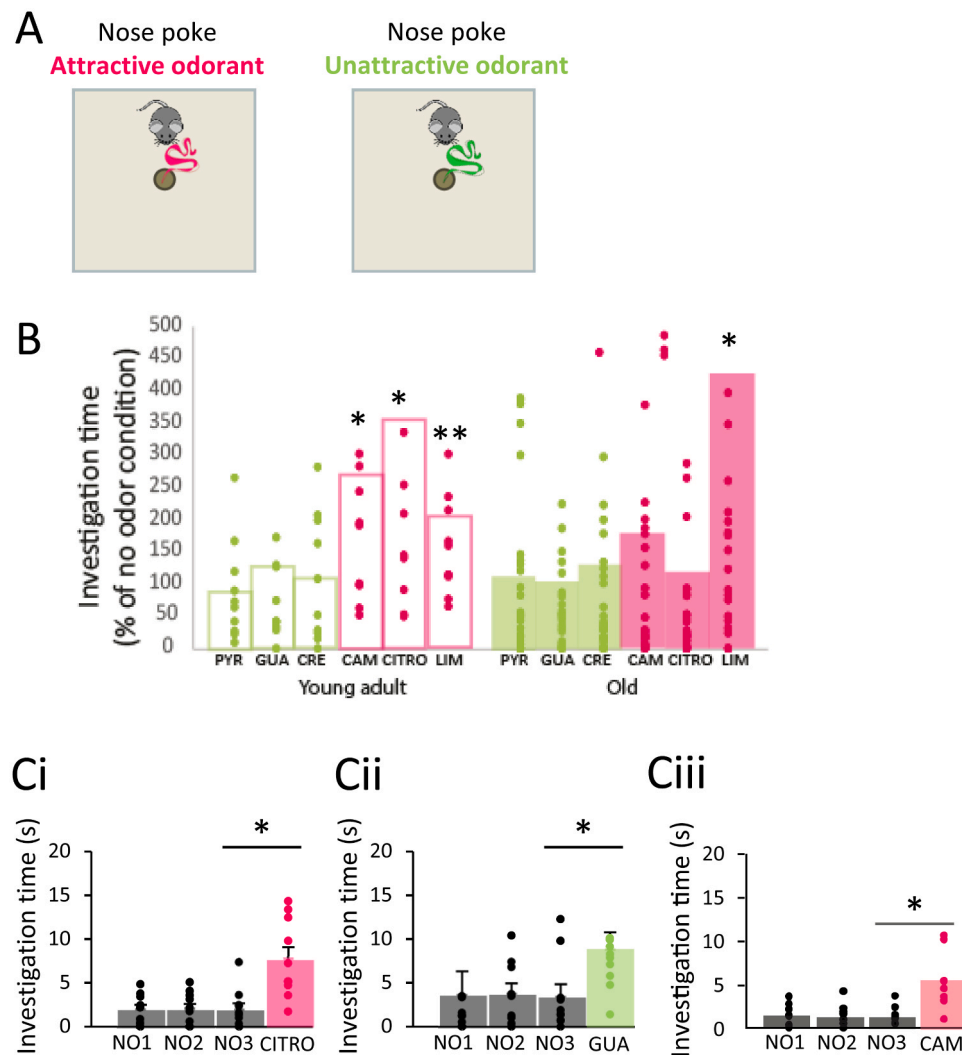 A
Nose poke
Attractive odorant
Nose poke
Unattractive odorant
B
Investigation time
(% of no odor condition)
500
450
400
350
300
250
200
150
100
50
0
* * ** *
PYR GUA CRE CAM CITRO LIM PYR GUA CRE CAM CITRO LIM
Young adult Old
Ci
Investigation time (s)
20
15
10
5
0
*
NO1 NO2 NO3 CITRO
Cii
Investigation time (s)
20
15
10
5
0
*
NO1 NO2 NO3 GUA
Ciii
Investigation time (s)
20
15
10
5
0
*
NO1 NO2 NO3 CAM